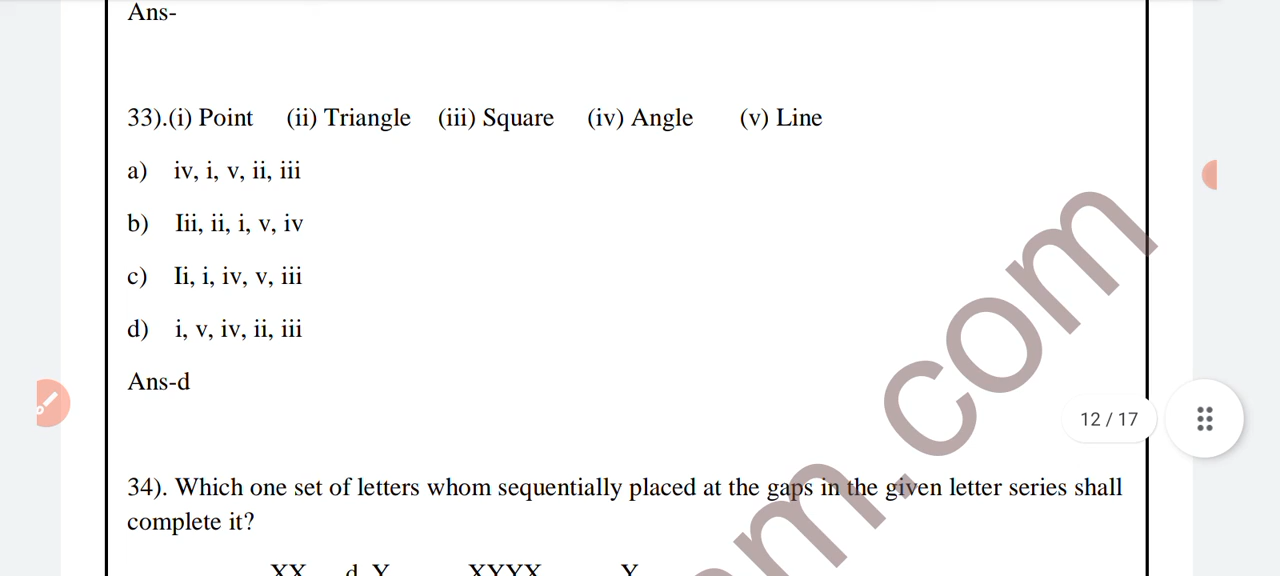 Ans-
33).(i) Point (ii) Triangle (iii) Square (iv) Angle (v) Line
a) iv, i, v, ii, iii
b) Iii, ii, i, v, iv
c) Ii, i, iv, v, iii
d) i, v, iv, ii, iii
Ans-d
12 / 17
34). Which one set of letters whom sequentially placed at the gaps in the given letter series shall
complete it?
XX d Y XYYX Y
m.com